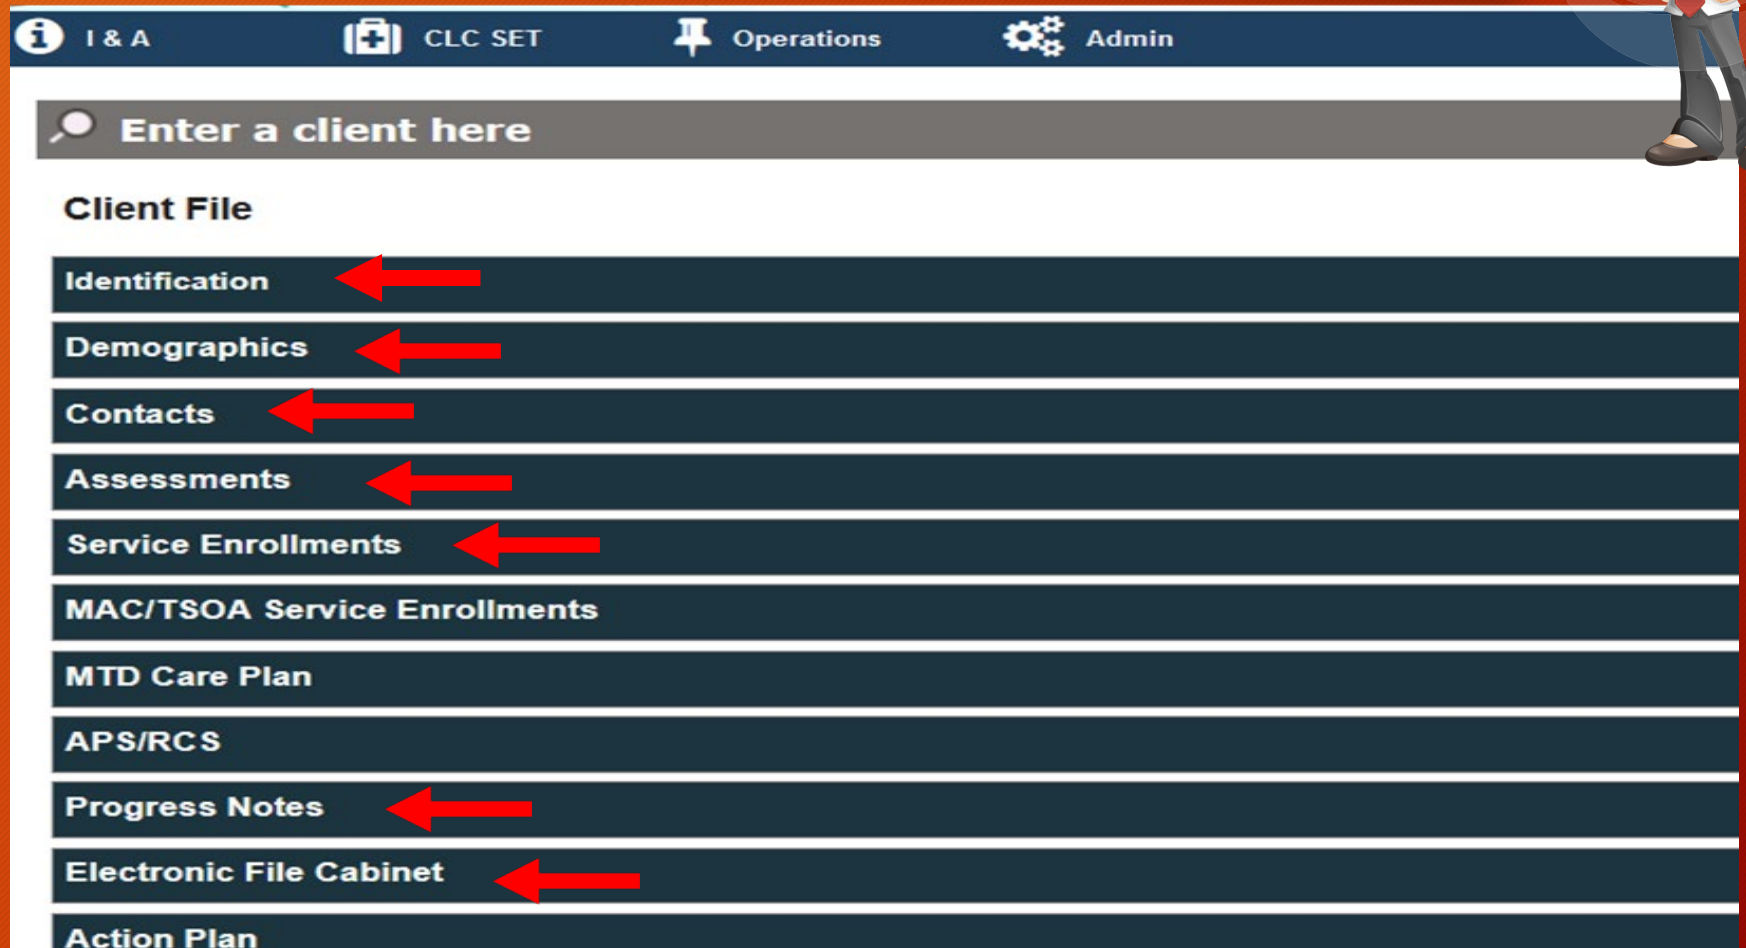 I & A CLC SET Operations Admin
Enter a client here
Client File
Identification
Demographics
Contacts
Assessments
Service Enrollments
MAC/TSOA Service Enrollments
MTD Care Plan
APS/RCS
Progress Notes
Electronic File Cabinet
Action Plan